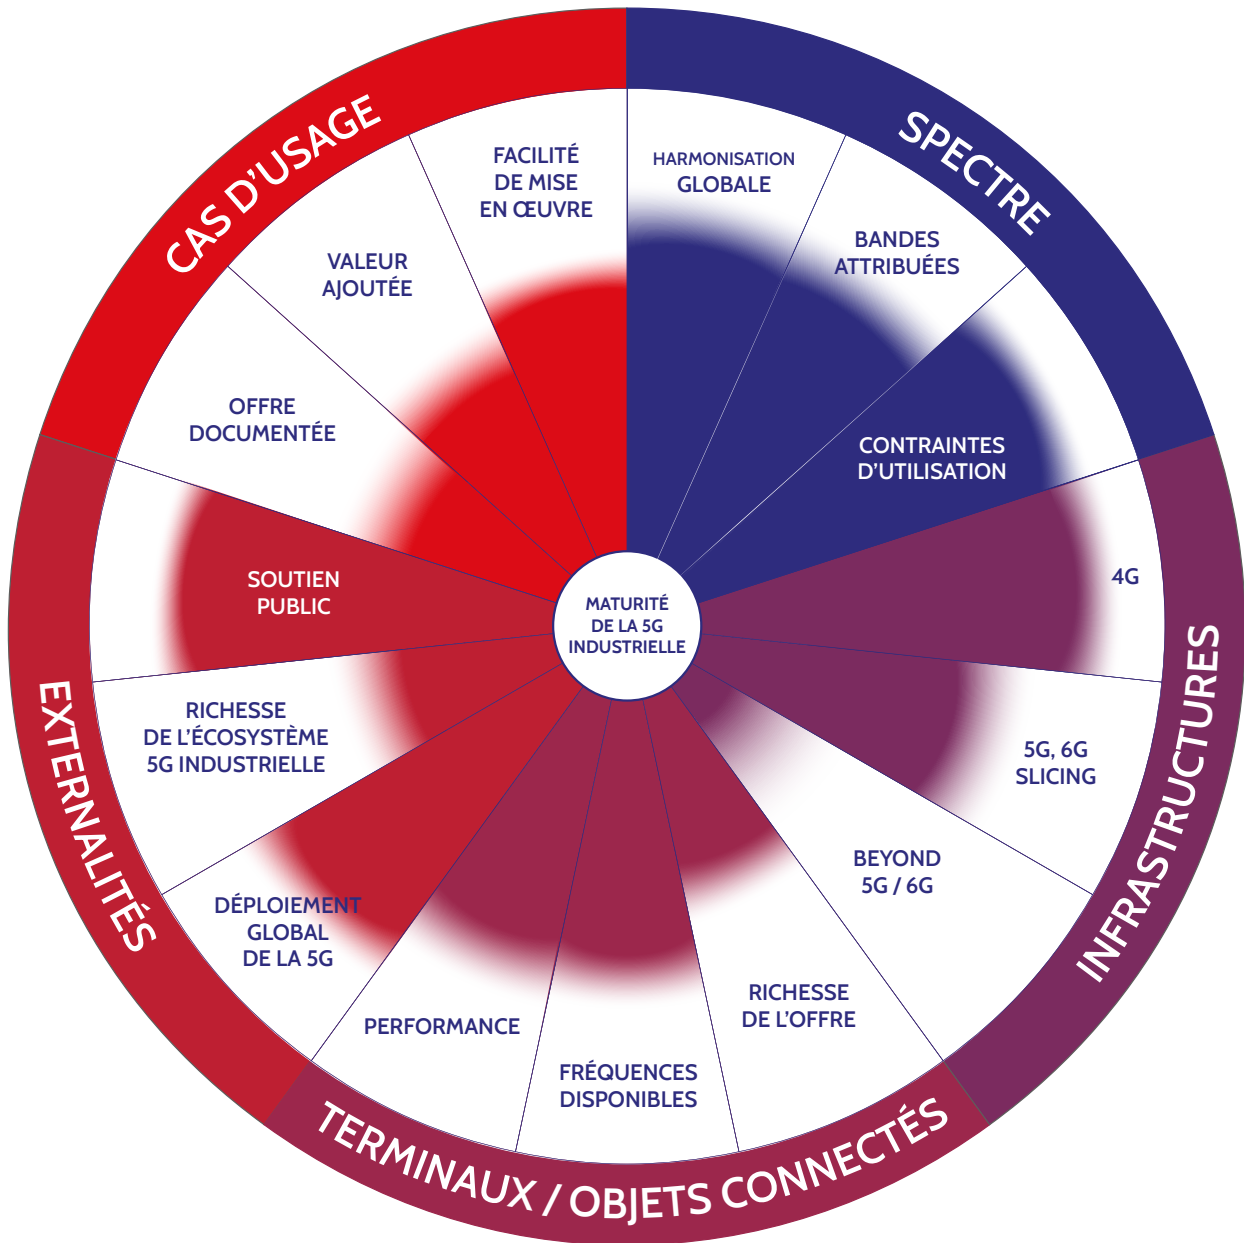 CAS D'USAGE
SPECTRE
INFRASTRUCTURES
TERMINAUX / OBJETS CONNECTÉS
EXTERNALITÉS
MATURITÉ
DE LA 5G
INDUSTRIELLE
HARMONISATION
GLOBALE
BANDES
ATTRIBUÉES
CONTRAINTES
D'UTILISATION
4G
5G, 6G
SLICING
BEYOND
5G / 6G
RICHESSE
DE L'OFFRE
FRÉQUENCES
DISPONIBLES
PERFORMANCE
DÉPLOIEMENT
GLOBAL
DE LA 5G
RICHESSE
DE L'ÉCOSYSTÈME
5G INDUSTRIELLE
SOUTIEN
PUBLIC
OFFRE
DOCUMENTÉE
VALEUR
AJOUTÉE
FACILITÉ
DE MISE
EN ŒUVRE